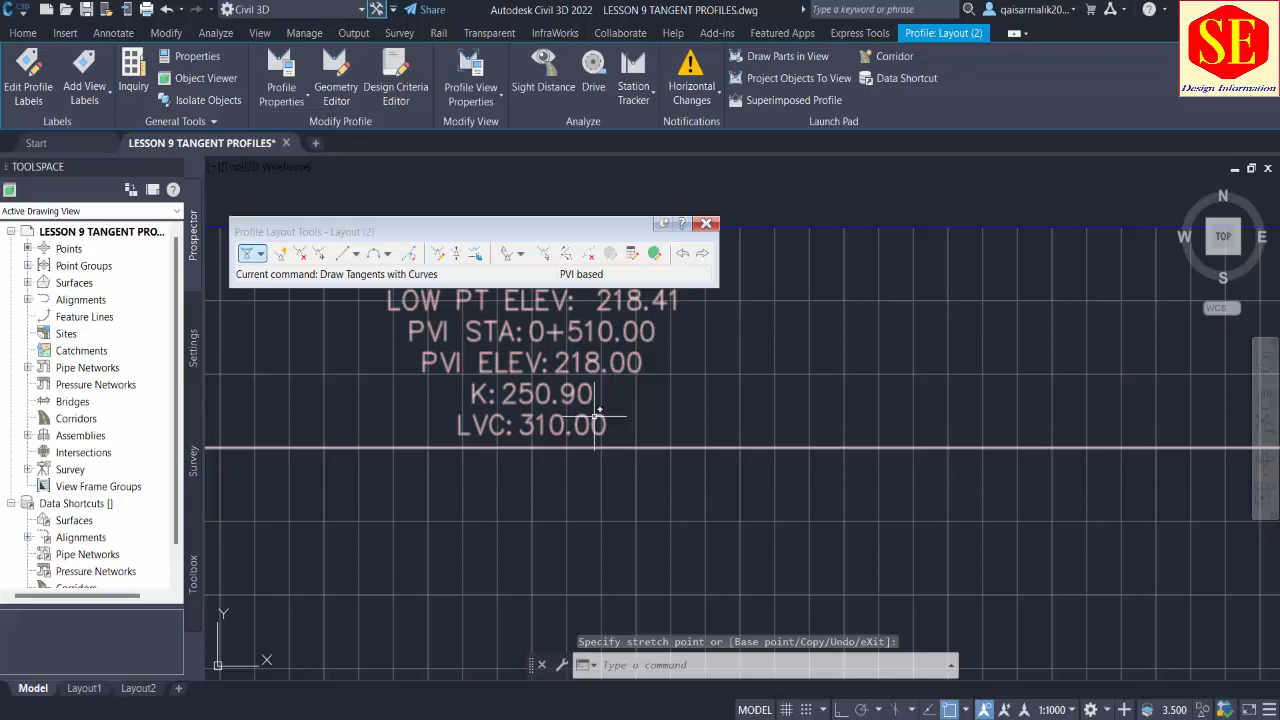 Civil 3D
Share
Autodesk Civil 3D 2022 LESSON 9 TANGENT PROFILES.dwg
Type a keyword or phrase
qaisarmalik20...
Home Insert Annotate Modify Analyze View Manage Output Survey Rail Transparent InfraWorks Collaborate Help Add-ins Featured Apps Express Tools Profile: Layout (2)
SE
Design Information
Edit Profile Labels
Add View Labels
Labels
Inquiry
Properties
Object Viewer
Isolate Objects
General Tools
Profile Properties
Geometry Editor
Design Criteria Editor
Modify Profile
Profile View Properties
Modify View
Sight Distance
Drive
Station Tracker
Analyze
Horizontal Changes
Notifications
Draw Parts in View
Project Objects To View
Superimposed Profile
Corridor
Data Shortcut
Launch Pad
Start
LESSON 9 TANGENT PROFILES*
TOOLSPACE
[−][Top][2D Wireframe]
Active Drawing View
LESSON 9 TANGENT PRO...
Points
Point Groups
Surfaces
Alignments
Feature Lines
Sites
Catchments
Pipe Networks
Pressure Networks
Bridges
Corridors
Assemblies
Intersections
Survey
View Frame Groups
Data Shortcuts []
Surfaces
Alignments
Pipe Networks
Pressure Networks
Corridors
Prospector
Settings
Survey
Toolbox
Profile Layout Tools - Layout (2)
Current command: Draw Tangents with Curves
PVI based
LOW PT ELEV: 218.41
PVI STA: 0+510.00
PVI ELEV: 218.00
K: 250.90
LVC: 310.00
N
W TOP E
S
WCS
Y
X
Specify stretch point or [Base point/Copy/Undo/eXit]:
Type a command
Model Layout1 Layout2
MODEL
1:1000
3.500